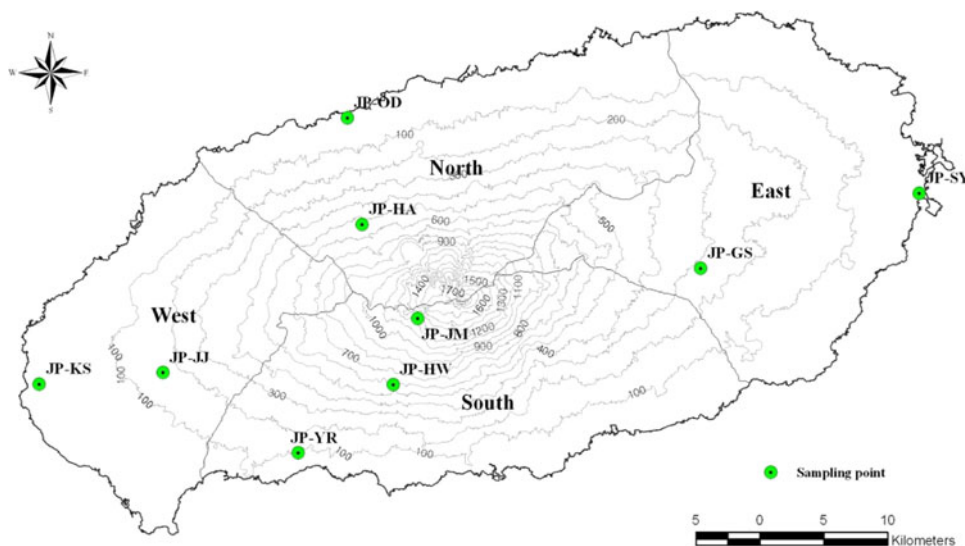 N
W
E
S
JP-OD
100
200
North
East
JP-SY
JP-HA
600
500
900
JP-GS
1500
1400
1700
1600
1300
1100
1000
JP-JM
1200
800
900
West
100
100
JP-JJ
700
400
JP-KS
JP-HW
South
100
300
100
JP-YR
100
100
Sampling point
5 0 5 10
Kilometers